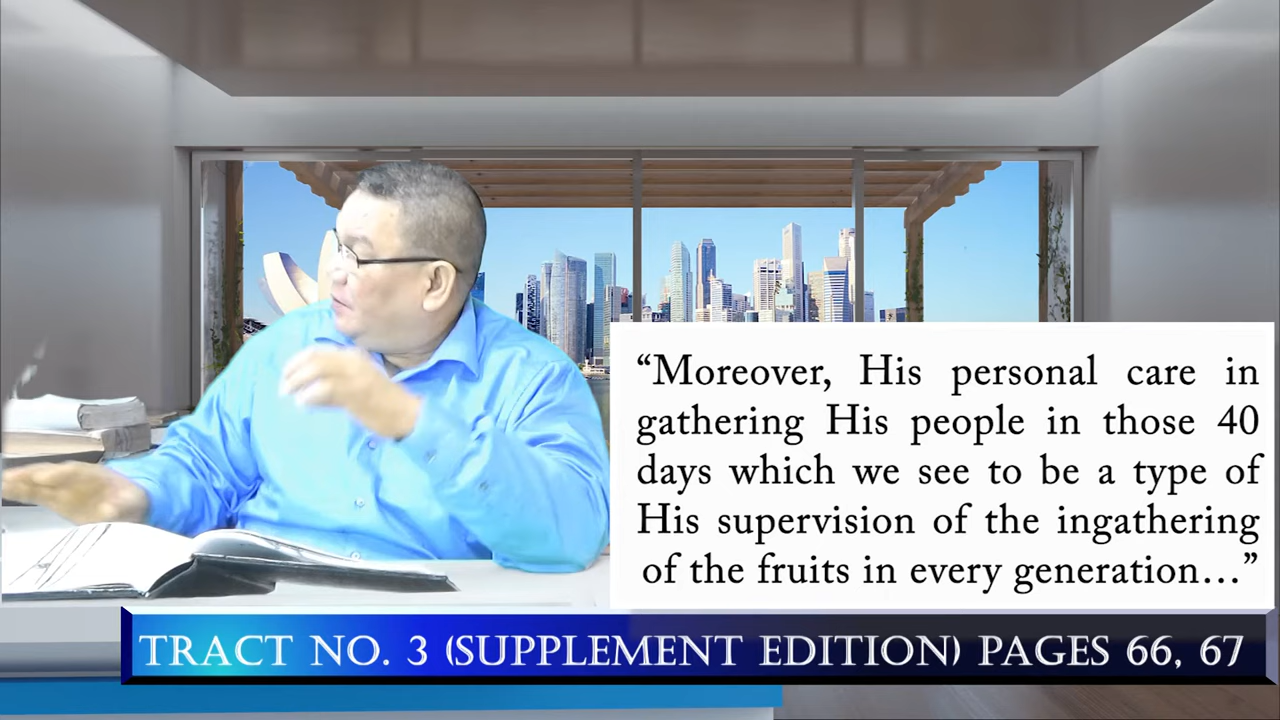 “Moreover, His personal care in
gathering His people in those 40
days which we see to be a type of
His supervision of the ingathering
of the fruits in every generation...”
TRACT NO. 3 (SUPPLEMENT EDITION) PAGES 66, 67